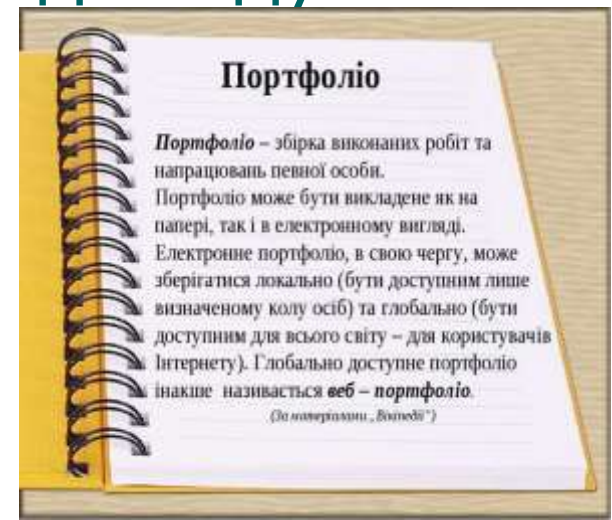 Портфоліо
Портфоліо – збірка виконаних робіт та
напрацювань певної особи.
Портфоліо може бути викладене як на
папері, так і в електронному вигляді.
Електронне портфоліо, в свою чергу, може
зберігатися локально (бути доступним лише
визначеному колу осіб) та глобально (бути
доступним для всього світу – для користувачів
Інтернету). Глобально доступне портфоліо
інакше називається веб – портфоліо.
(За матеріалами „Вікіпедії")